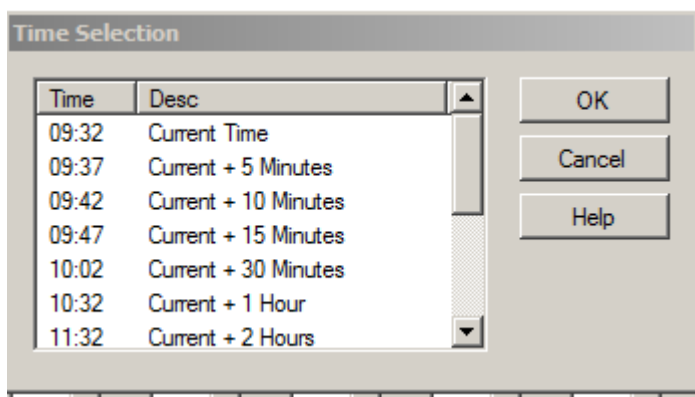 Time Selection
Time Desc
09:32 Current Time
09:37 Current + 5 Minutes
09:42 Current + 10 Minutes
09:47 Current + 15 Minutes
10:02 Current + 30 Minutes
10:32 Current + 1 Hour
11:32 Current + 2 Hours
OK
Cancel
Help